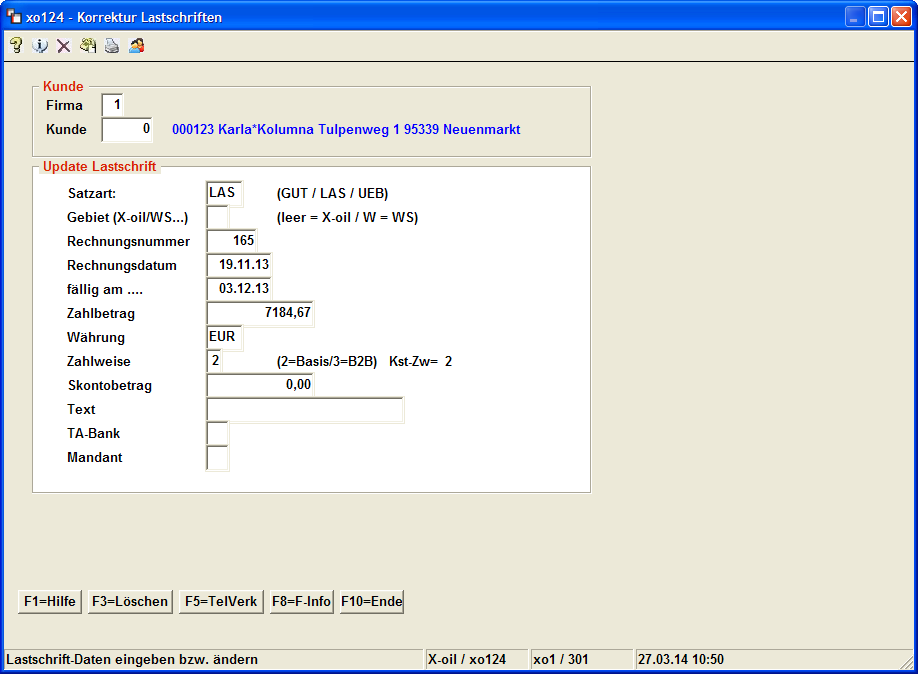 xo124 - Korrektur Lastschriften
Kunde
Firma 1
Kunde 0 000123 Karla*Kolumna Tulpenweg 1 95339 Neuenmarkt
Update Lastschrift
Satzart: LAS (GUT / LAS / UEB)
Gebiet (X-oil/WS...) (leer = X-oil / W = WS)
Rechnungsnummer 165
Rechnungsdatum 19.11.13
fällig am .... 03.12.13
Zahlbetrag 7184,67
Währung EUR
Zahlweise 2 (2=Basis/3=B2B) Kst-Zw= 2
Skontobetrag 0,00
Text
TA-Bank
Mandant
F1=Hilfe F3=Löschen F5=TelVerk F8=F-Info F10=Ende
Lastschrift-Daten eingeben bzw. ändern X-oil / xo124 xo1 / 301 27.03.14 10:50